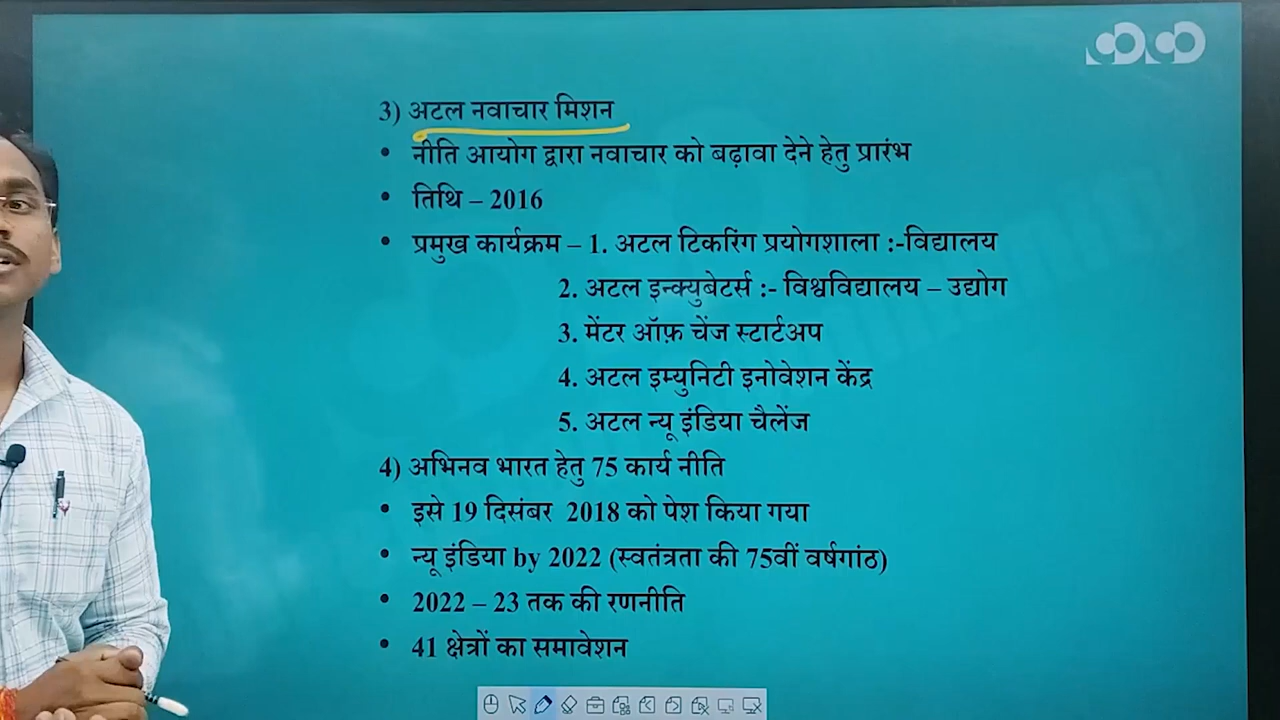 3) अटल नवाचार मिशन
• नीति आयोग द्वारा नवाचार को बढ़ावा देने हेतु प्रारंभ
• तिथि – 2016
• प्रमुख कार्यक्रम – 1. अटल टिकरिंग प्रयोगशाला :-विद्यालय
2. अटल इन्क्युबेटर्स :- विश्वविद्यालय – उद्योग
3. मेंटर ऑफ़ चेंज स्टार्टअप
4. अटल इम्युनिटी इनोवेशन केंद्र
5. अटल न्यू इंडिया चैलेंज
4) अभिनव भारत हेतु 75 कार्य नीति
• इसे 19 दिसंबर 2018 को पेश किया गया
• न्यू इंडिया by 2022 (स्वतंत्रता की 75वीं वर्षगांठ)
• 2022 – 23 तक की रणनीति
• 41 क्षेत्रों का समावेशन